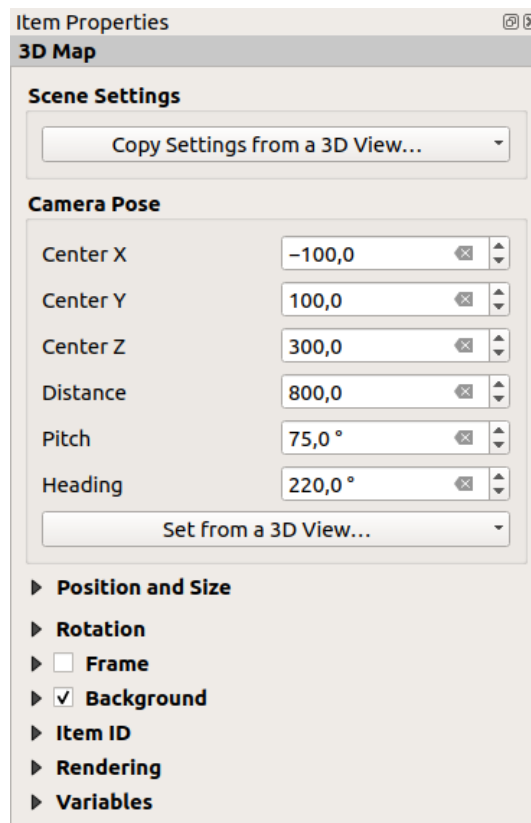 Item Properties
3D Map
Scene Settings
Copy Settings from a 3D View...
Camera Pose
Center X −100,0
Center Y 100,0
Center Z 300,0
Distance 800,0
Pitch 75,0 °
Heading 220,0 °
Set from a 3D View...
Position and Size
Rotation
Frame
Background
Item ID
Rendering
Variables